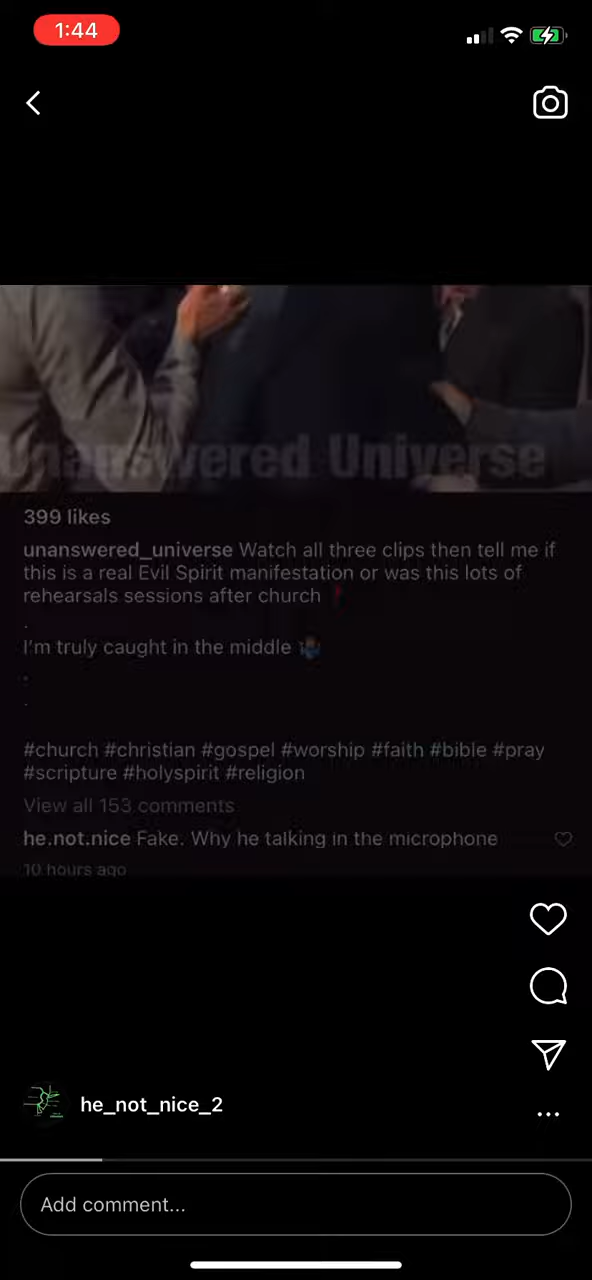 1:44
Unanswered Universe
399 likes
unanswered_universe Watch all three clips then tell me if
this is a real Evil Spirit manifestation or was this lots of
rehearsals sessions after church❗
.
I'm truly caught in the middle 🤷‍♂️
.
.
#church #christian #gospel #worship #faith #bible #pray
#scripture #holyspirit #religion
View all 153 comments
he.not.nice Fake. Why he talking in the microphone
10 hours ago
he_not_nice_2
Add comment...